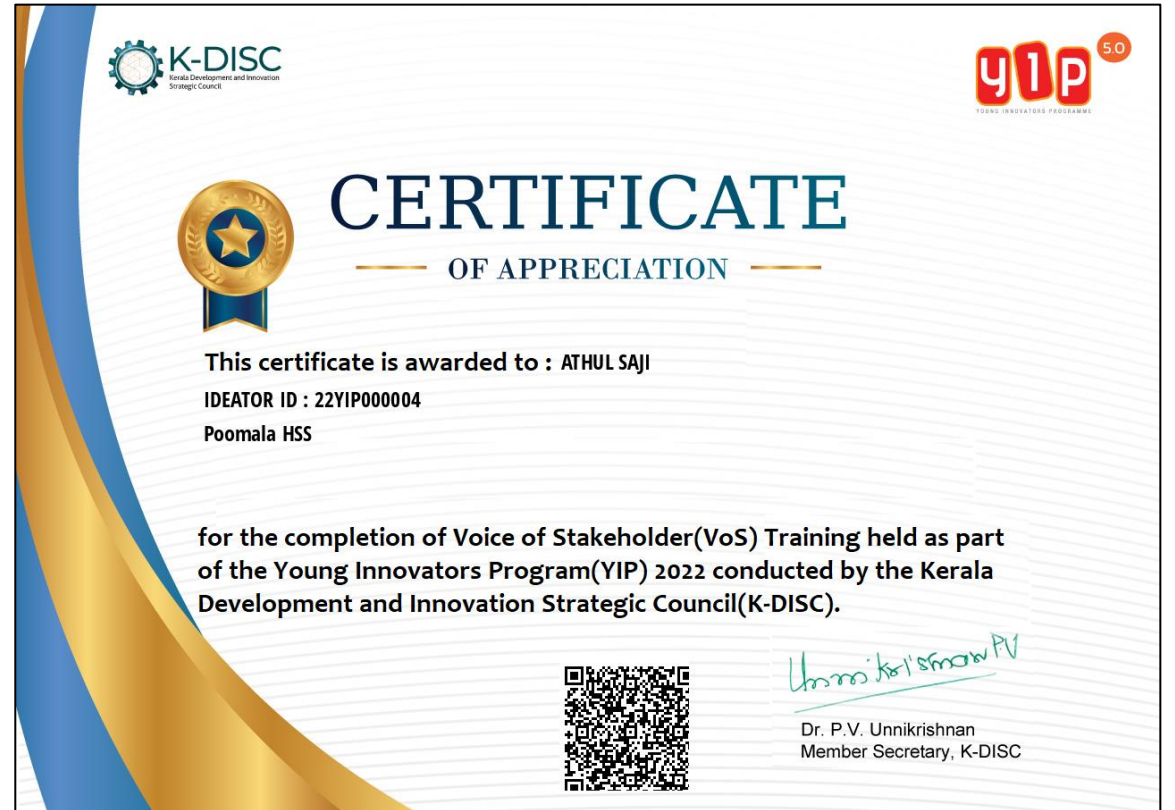 K-DISC
Kerala Development and Innovation
Strategic Council
yip
5.0
YOUNG INNOVATORS PROGRAMME
CERTIFICATE
OF APPRECIATION
This certificate is awarded to : ATHUL SAJI
IDEATOR ID : 22YIP000004
Poomala HSS
for the completion of Voice of Stakeholder(VoS) Training held as part
of the Young Innovators Program(YIP) 2022 conducted by the Kerala
Development and Innovation Strategic Council(K-DISC).
Unnikrishnan PV
Dr. P.V. Unnikrishnan
Member Secretary, K-DISC